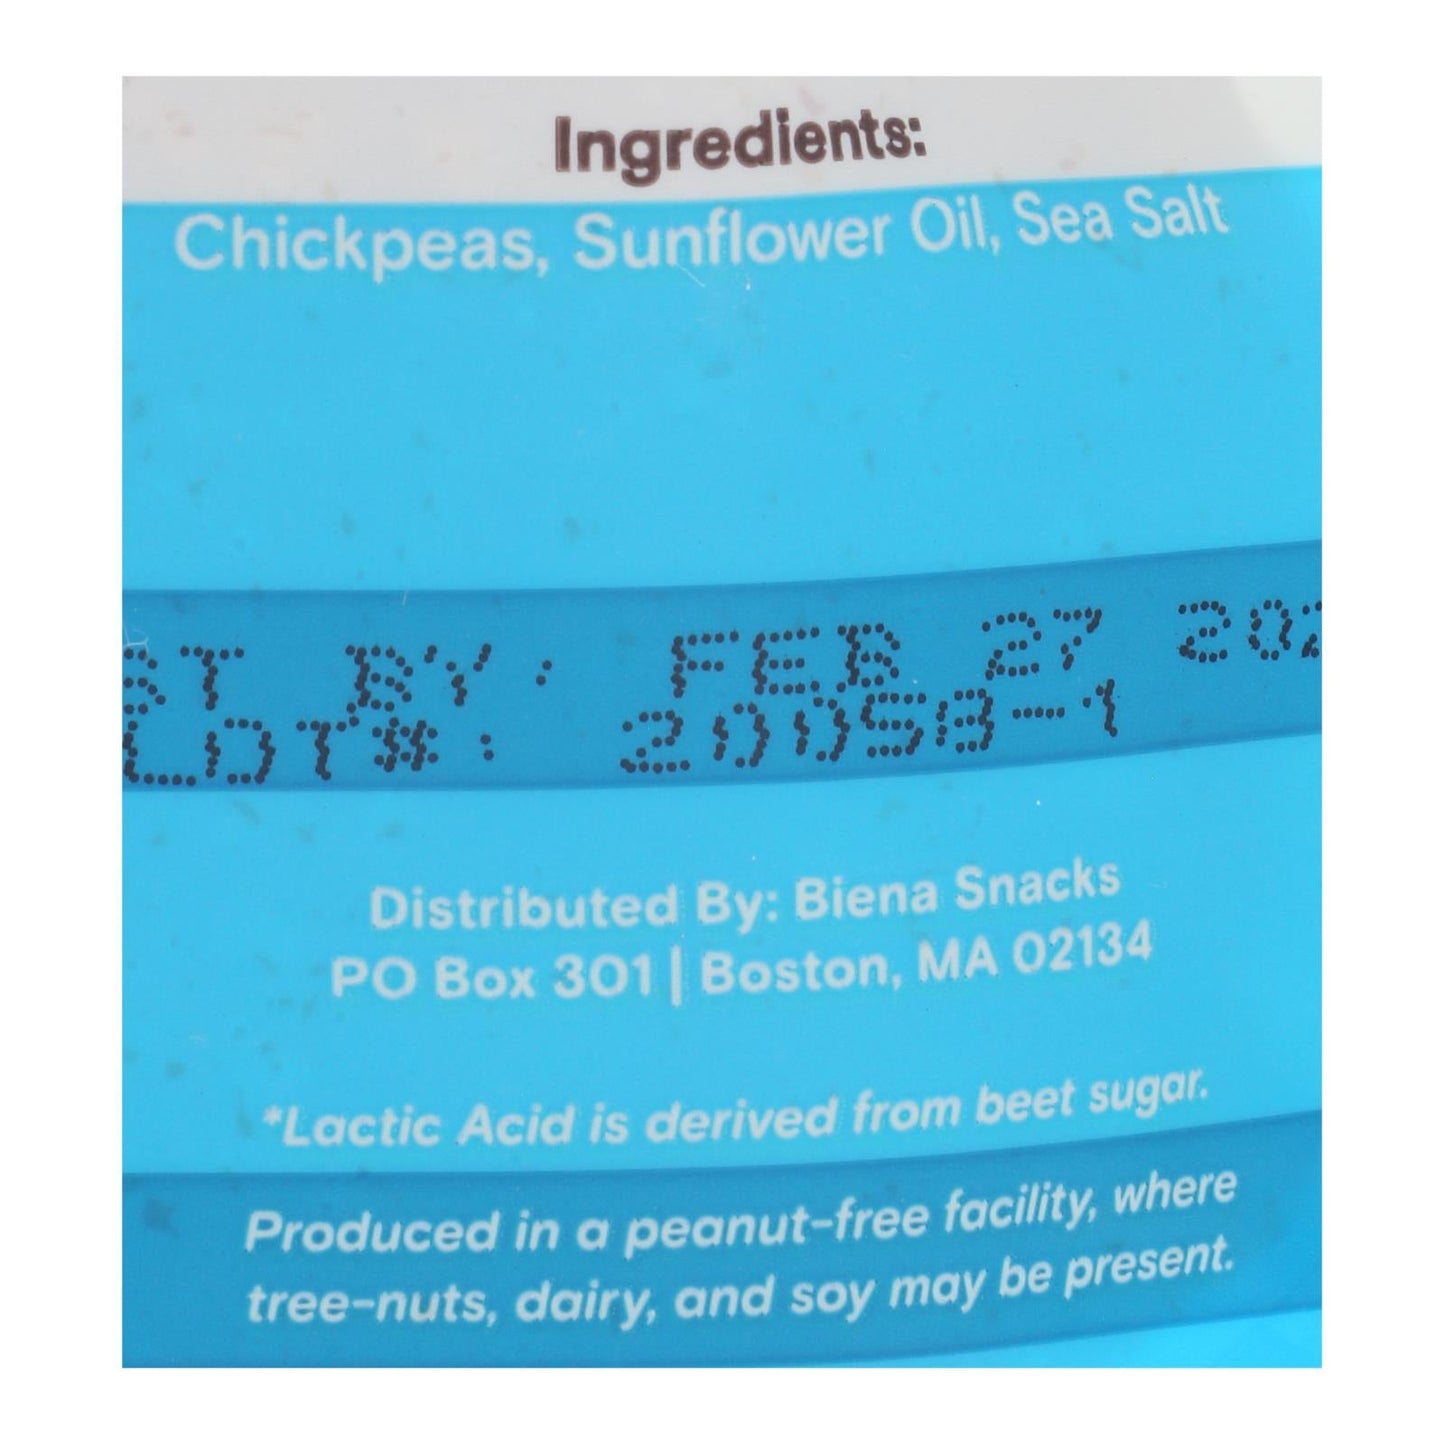 Ingredients:
Chickpeas, Sunflower Oil, Sea Salt
BY: FEB 27
LOT#: 20058-1
Distributed By: Biena Snacks
PO Box 301 | Boston, MA 02134
*Lactic Acid is derived from beet sugar.
Produced in a peanut-free facility, where
tree-nuts, dairy, and soy may be present.